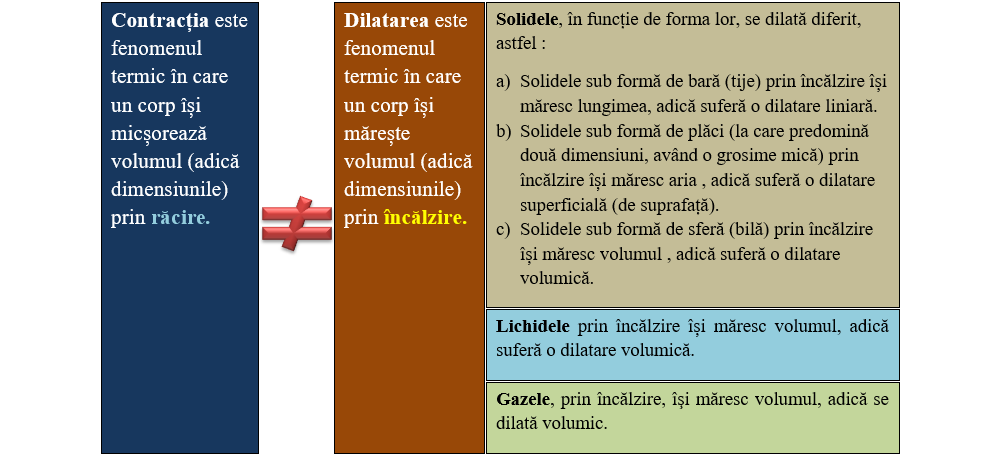 Contracția este
fenomenul
termic în care
un corp își
micșorează
volumul (adică
dimensiunile)
prin răcire.
≠
Dilatarea este
fenomenul
termic în care
un corp își
mărește
volumul (adică
dimensiunile)
prin încălzire.
Solidele, în funcție de forma lor, se dilată diferit,
astfel :
a) Solidele sub formă de bară (tije) prin încălzire își
măresc lungimea, adică suferă o dilatare liniară.
b) Solidele sub formă de plăci (la care predomină
două dimensiuni, având o grosime mică) prin
încălzire își măresc aria , adică suferă o dilatare
superficială (de suprafață).
c) Solidele sub formă de sferă (bilă) prin încălzire
își măresc volumul , adică suferă o dilatare
volumică.
Lichidele prin încălzire își măresc volumul, adică
suferă o dilatare volumică.
Gazele, prin încălzire, îşi măresc volumul, adică se
dilată volumic.